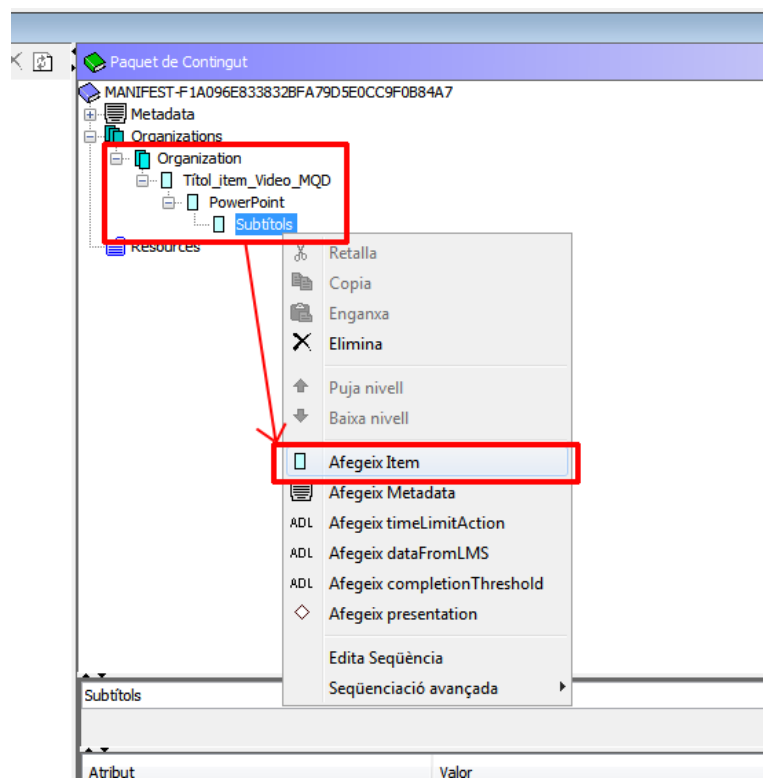 Paquet de Contingut
MANIFEST-F1A096E833832BFA79D5E0CC9F0B84A7
Metadata
Organizations
Organization
Títol_item_Video_MQD
PowerPoint
Subtítols
Resources
Retalla
Copia
Enganxa
Elimina
Puja nivell
Baixa nivell
Afegeix Item
Afegeix Metadata
ADL Afegeix timeLimitAction
ADL Afegeix dataFromLMS
ADL Afegeix completionThreshold
Afegeix presentation
Edita Seqüència
Seqüenciació avançada
Subtítols
Atribut Valor